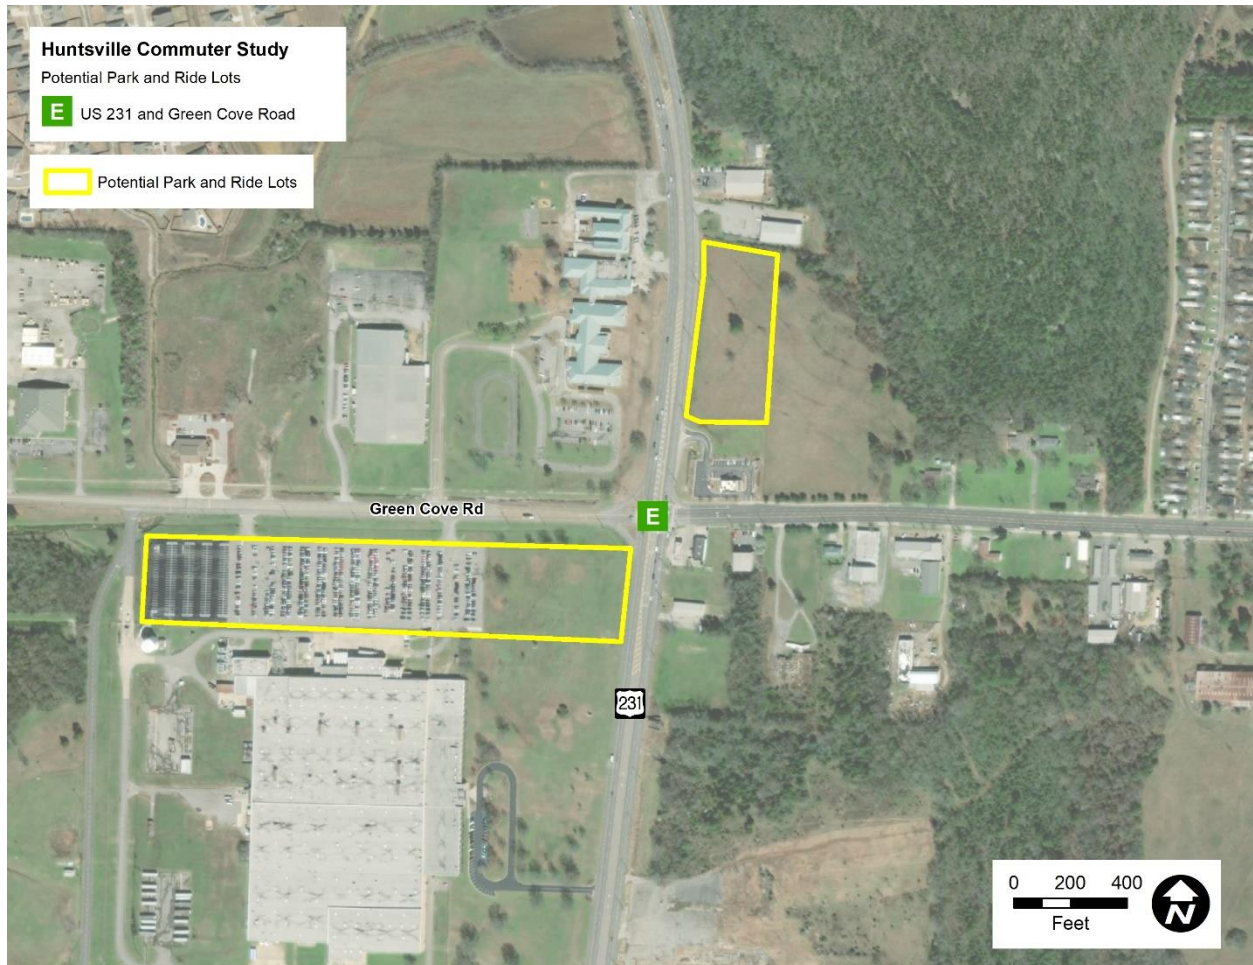 Huntsville Commuter Study
Potential Park and Ride Lots
E US 231 and Green Cove Road
Potential Park and Ride Lots
Green Cove Rd
E
231
0 200 400
Feet
N